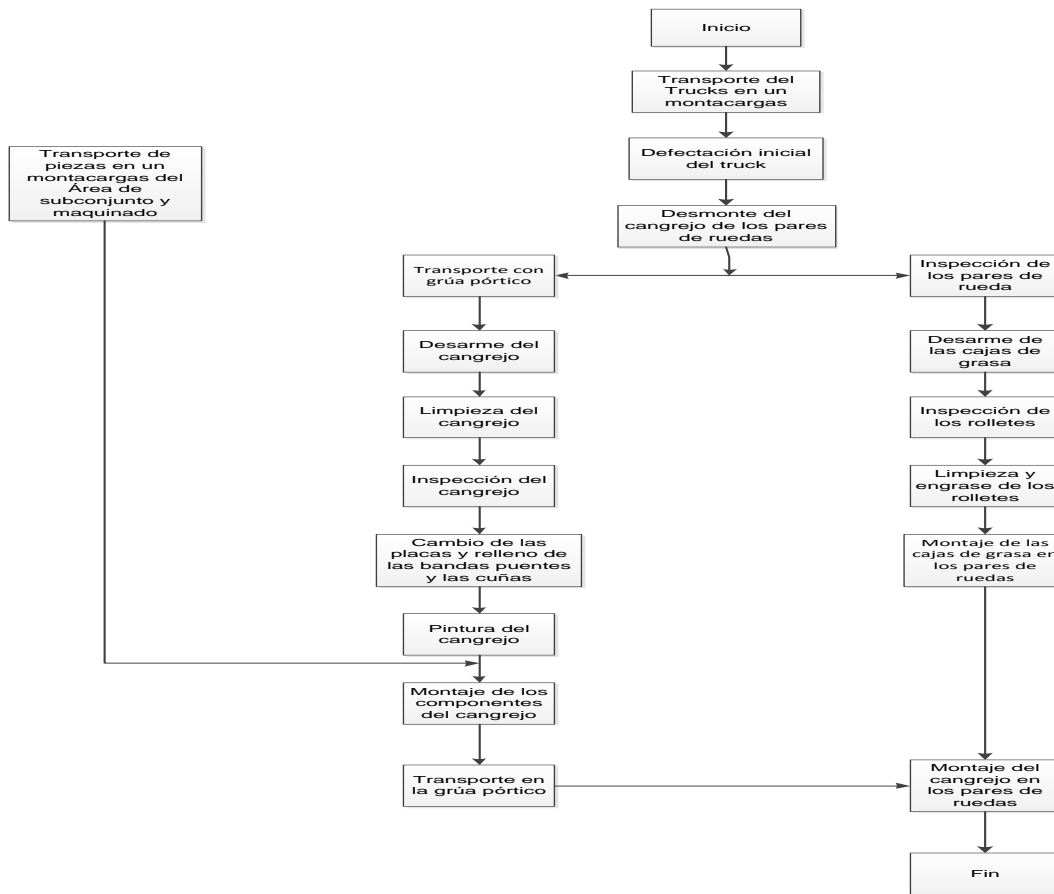 Inicio
Transporte del
Trucks en un
montacargas
Defectación inicial
del truck
Desmonte del
cangrejo de los pares
de ruedas
Transporte de
piezas en un
montacargas del
Área de
subconjunto y
maquinado
Transporte con
grúa pórtico
Desarme del
cangrejo
Limpieza del
cangrejo
Inspección del
cangrejo
Cambio de las
placas y relleno de
las bandas puentes
y las cuñas
Pintura del
cangrejo
Montaje de los
componentes
del cangrejo
Transporte en
la grúa pórtico
Inspección de
los pares de
rueda
Desarme de
las cajas de
grasa
Inspección de
los rolletes
Limpieza y
engrase de los
rolletes
Montaje de las
cajas de grasa en
los pares de
ruedas
Montaje del
cangrejo en
los pares de
ruedas
Fin